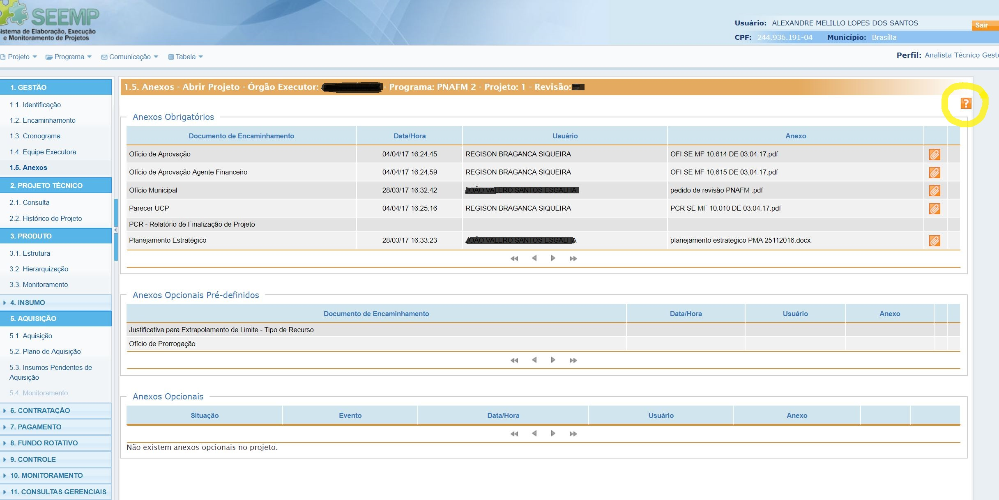 SEEMP
Sistema de Elaboração, Execução
e Monitoramento de Projetos
Usuário: ALEXANDRE MELILLO LOPES DOS SANTOS
Sair
CPF: 244.936.191-04 Município: Brasília
Projeto Programa Comunicação Tabela
Perfil: Analista Técnico Gesto
1. GESTÃO
1.1. Identificação
1.2. Encaminhamento
1.3. Cronograma
1.4. Equipe Executora
1.5. Anexos
2. PROJETO TÉCNICO
2.1. Consulta
2.2. Histórico do Projeto
3. PRODUTO
3.1. Estrutura
3.2. Hierarquização
3.3. Monitoramento
4. INSUMO
5. AQUISIÇÃO
5.1. Aquisição
5.2. Plano de Aquisição
5.3. Insumos Pendentes de
Aquisição
5.4. Monitoramento
6. CONTRATAÇÃO
7. PAGAMENTO
8. FUNDO ROTATIVO
9. CONTROLE
10. MONITORAMENTO
11. CONSULTAS GERENCIAIS
1.5. Anexos - Abrir Projeto - Órgão Executor: - Programa: PNAFM 2 - Projeto: 1 - Revisão:
?
Anexos Obrigatórios
Documento de Encaminhamento Data/Hora Usuário Anexo
Ofício de Aprovação 04/04/17 16:24:45 REGISON BRAGANCA SIQUEIRA OFI SE MF 10.614 DE 03.04.17.pdf
Ofício de Aprovação Agente Financeiro 04/04/17 16:24:59 REGISON BRAGANCA SIQUEIRA OFI SE MF 10.615 DE 03.04.17.pdf
Ofício Municipal 28/03/17 16:32:42 pedido de revisão PNAFM .pdf
Parecer UCP 04/04/17 16:25:16 REGISON BRAGANCA SIQUEIRA PCR SE MF 10.010 DE 03.04.17.pdf
PCR - Relatório de Finalização de Projeto
Planejamento Estratégico 28/03/17 16:33:23 planejamento estrategico PMA 25112016.docx
Anexos Opcionais Pré-definidos
Documento de Encaminhamento Data/Hora Usuário Anexo
Justificativa para Extrapolamento de Limite - Tipo de Recurso
Ofício de Prorrogação
Anexos Opcionais
Situação Evento Data/Hora Usuário Anexo
Não existem anexos opcionais no projeto.